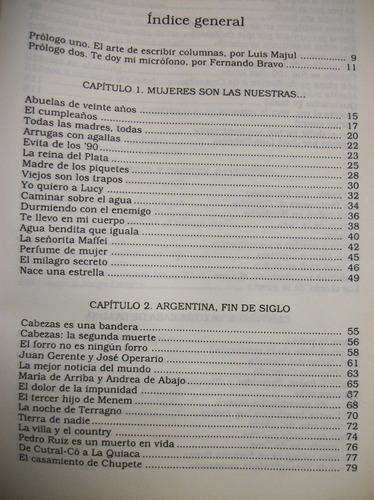 Índice general
Prólogo uno. El arte de escribir columnas, por Luis Majul ........ 9
Prólogo dos. Te doy mi micrófono, por Fernando Bravo ........ 11
CAPÍTULO 1. MUJERES SON LAS NUESTRAS...
Abuelas de veinte años ........ 15
El cumpleaños ........ 17
Todas las madres, todas ........ 20
Arrugas con agallas ........ 22
Evita de los '90 ........ 23
La reina del Plata ........ 25
Madre de los piquetes ........ 28
Viejos son los trapos ........ 30
Yo quiero a Lucy ........ 32
Caminar sobre el agua ........ 34
Durmiendo con el enemigo ........ 36
Te llevo en mi cuerpo ........ 38
Agua bendita que iguala ........ 40
La señorita Maffei ........ 42
Perfume de mujer ........ 45
El milagro secreto ........ 46
Nace una estrella ........ 49
CAPÍTULO 2. ARGENTINA, FIN DE SIGLO
Cabezas es una bandera ........ 55
Cabezas: la segunda muerte ........ 56
El forro no es ningún forro ........ 58
Juan Gerente y José Operario ........ 61
La mejor noticia del mundo ........ 63
María de Arriba y Andrea de Abajo ........ 65
El dolor de la impunidad ........ 67
El tercer hijo de Menem ........ 68
La noche de Terragno ........ 70
Tierra de nadie ........ 72
La villa y el country ........ 74
Pedro Ruiz es un muerto en vida ........ 76
De Cutral-Có a La Quiaca ........ 77
El casamiento de Chupete ........ 79